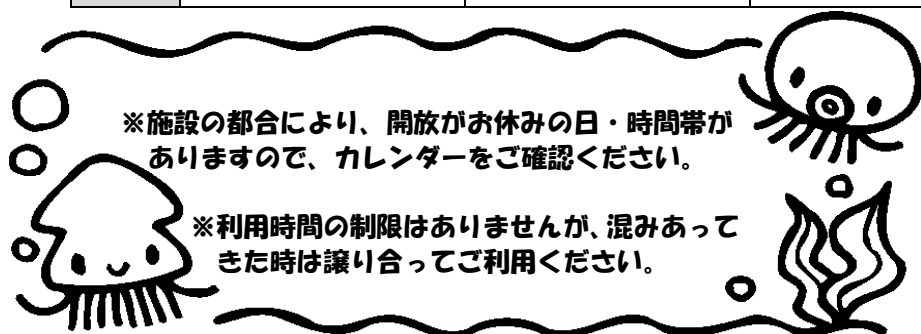 ※施設の都合により、開放がお休みの日・時間帯が
ありますので、カレンダーをご確認ください。
※利用時間の制限はありませんが、混みあって
きた時は譲り合ってご利用ください。